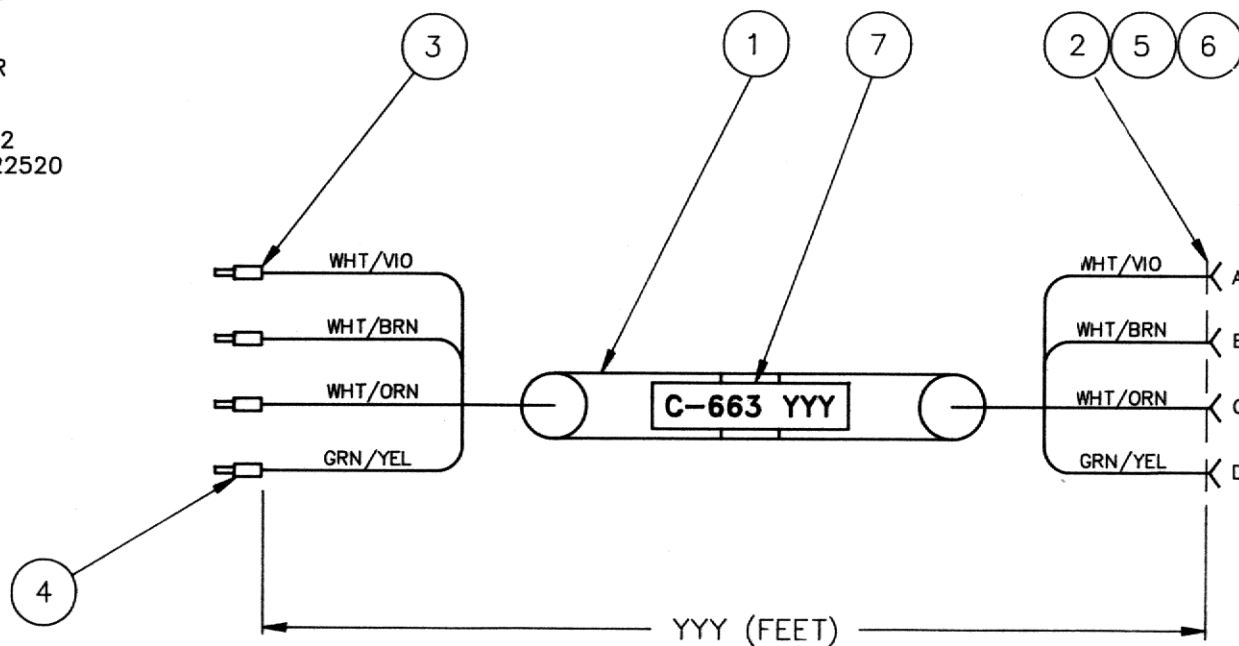 3
1
7
2 5 6
R
2
22520
WHT/VIO
WHT/VIO
A
WHT/BRN
WHT/BRN
WHT/ORN
C-663 YYY
WHT/ORN
GRN/YEL
GRN/YEL
D
4
YYY (FEET)